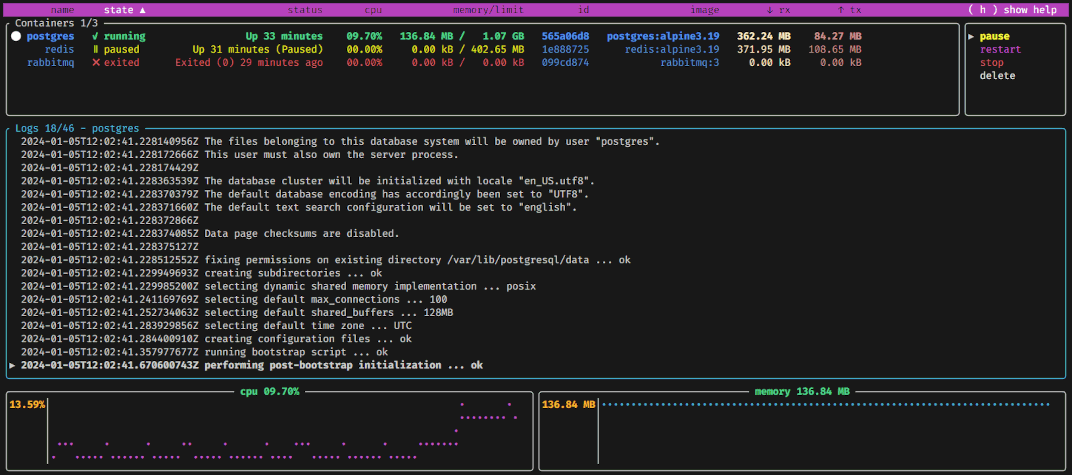 name state ▲ status cpu memory/limit id image ↓ rx ↑ tx ( h ) show help
Containers 1/3
postgres ✓ running Up 33 minutes 09.70% 136.84 MB / 1.07 GB 565a06d8 postgres:alpine3.19 362.24 MB 84.27 MB
redis ॥ paused Up 31 minutes (Paused) 00.00% 0.00 kB / 402.65 MB 1e888725 redis:alpine3.19 371.95 MB 108.65 MB
rabbitmq ✕ exited Exited (0) 29 minutes ago 00.00% 0.00 kB / 0.00 kB 099cd874 rabbitmq:3 0.00 kB 0.00 kB
▶ pause
restart
stop
delete
Logs 18/46 - postgres
2024-01-05T12:02:41.228140956Z The files belonging to this database system will be owned by user "postgres".
2024-01-05T12:02:41.228172666Z This user must also own the server process.
2024-01-05T12:02:41.228174429Z
2024-01-05T12:02:41.228363539Z The database cluster will be initialized with locale "en_US.utf8".
2024-01-05T12:02:41.228370379Z The default database encoding has accordingly been set to "UTF8".
2024-01-05T12:02:41.228371660Z The default text search configuration will be set to "english".
2024-01-05T12:02:41.228372866Z
2024-01-05T12:02:41.228374085Z Data page checksums are disabled.
2024-01-05T12:02:41.228375127Z
2024-01-05T12:02:41.228512552Z fixing permissions on existing directory /var/lib/postgresql/data ... ok
2024-01-05T12:02:41.229949693Z creating subdirectories ... ok
2024-01-05T12:02:41.229985200Z selecting dynamic shared memory implementation ... posix
2024-01-05T12:02:41.241169769Z selecting default max_connections ... 100
2024-01-05T12:02:41.252734063Z selecting default shared_buffers ... 128MB
2024-01-05T12:02:41.283929856Z selecting default time zone ... UTC
2024-01-05T12:02:41.284400910Z creating configuration files ... ok
2024-01-05T12:02:41.357977677Z running bootstrap script ... ok
▶ 2024-01-05T12:02:41.670600743Z performing post-bootstrap initialization ... ok
cpu 09.70%
13.59%
memory 136.84 MB
136.84 MB